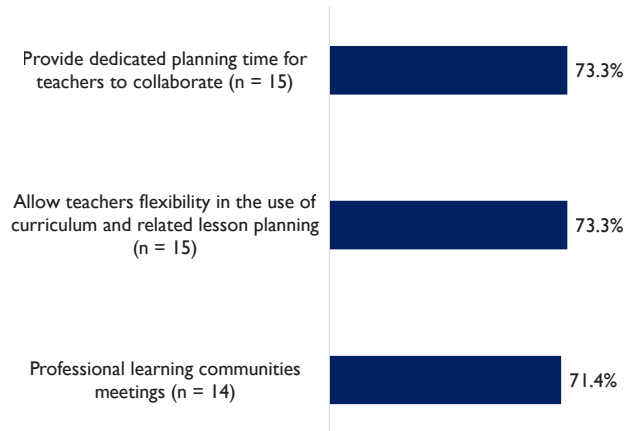 Provide dedicated planning time for
teachers to collaborate (n = 15)
73.3%
Allow teachers flexibility in the use of
curriculum and related lesson planning
(n = 15)
73.3%
Professional learning communities
meetings (n = 14)
71.4%